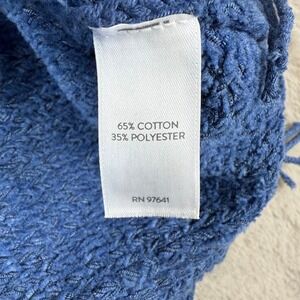 65% COTTON
35% POLYESTER
RN 97641